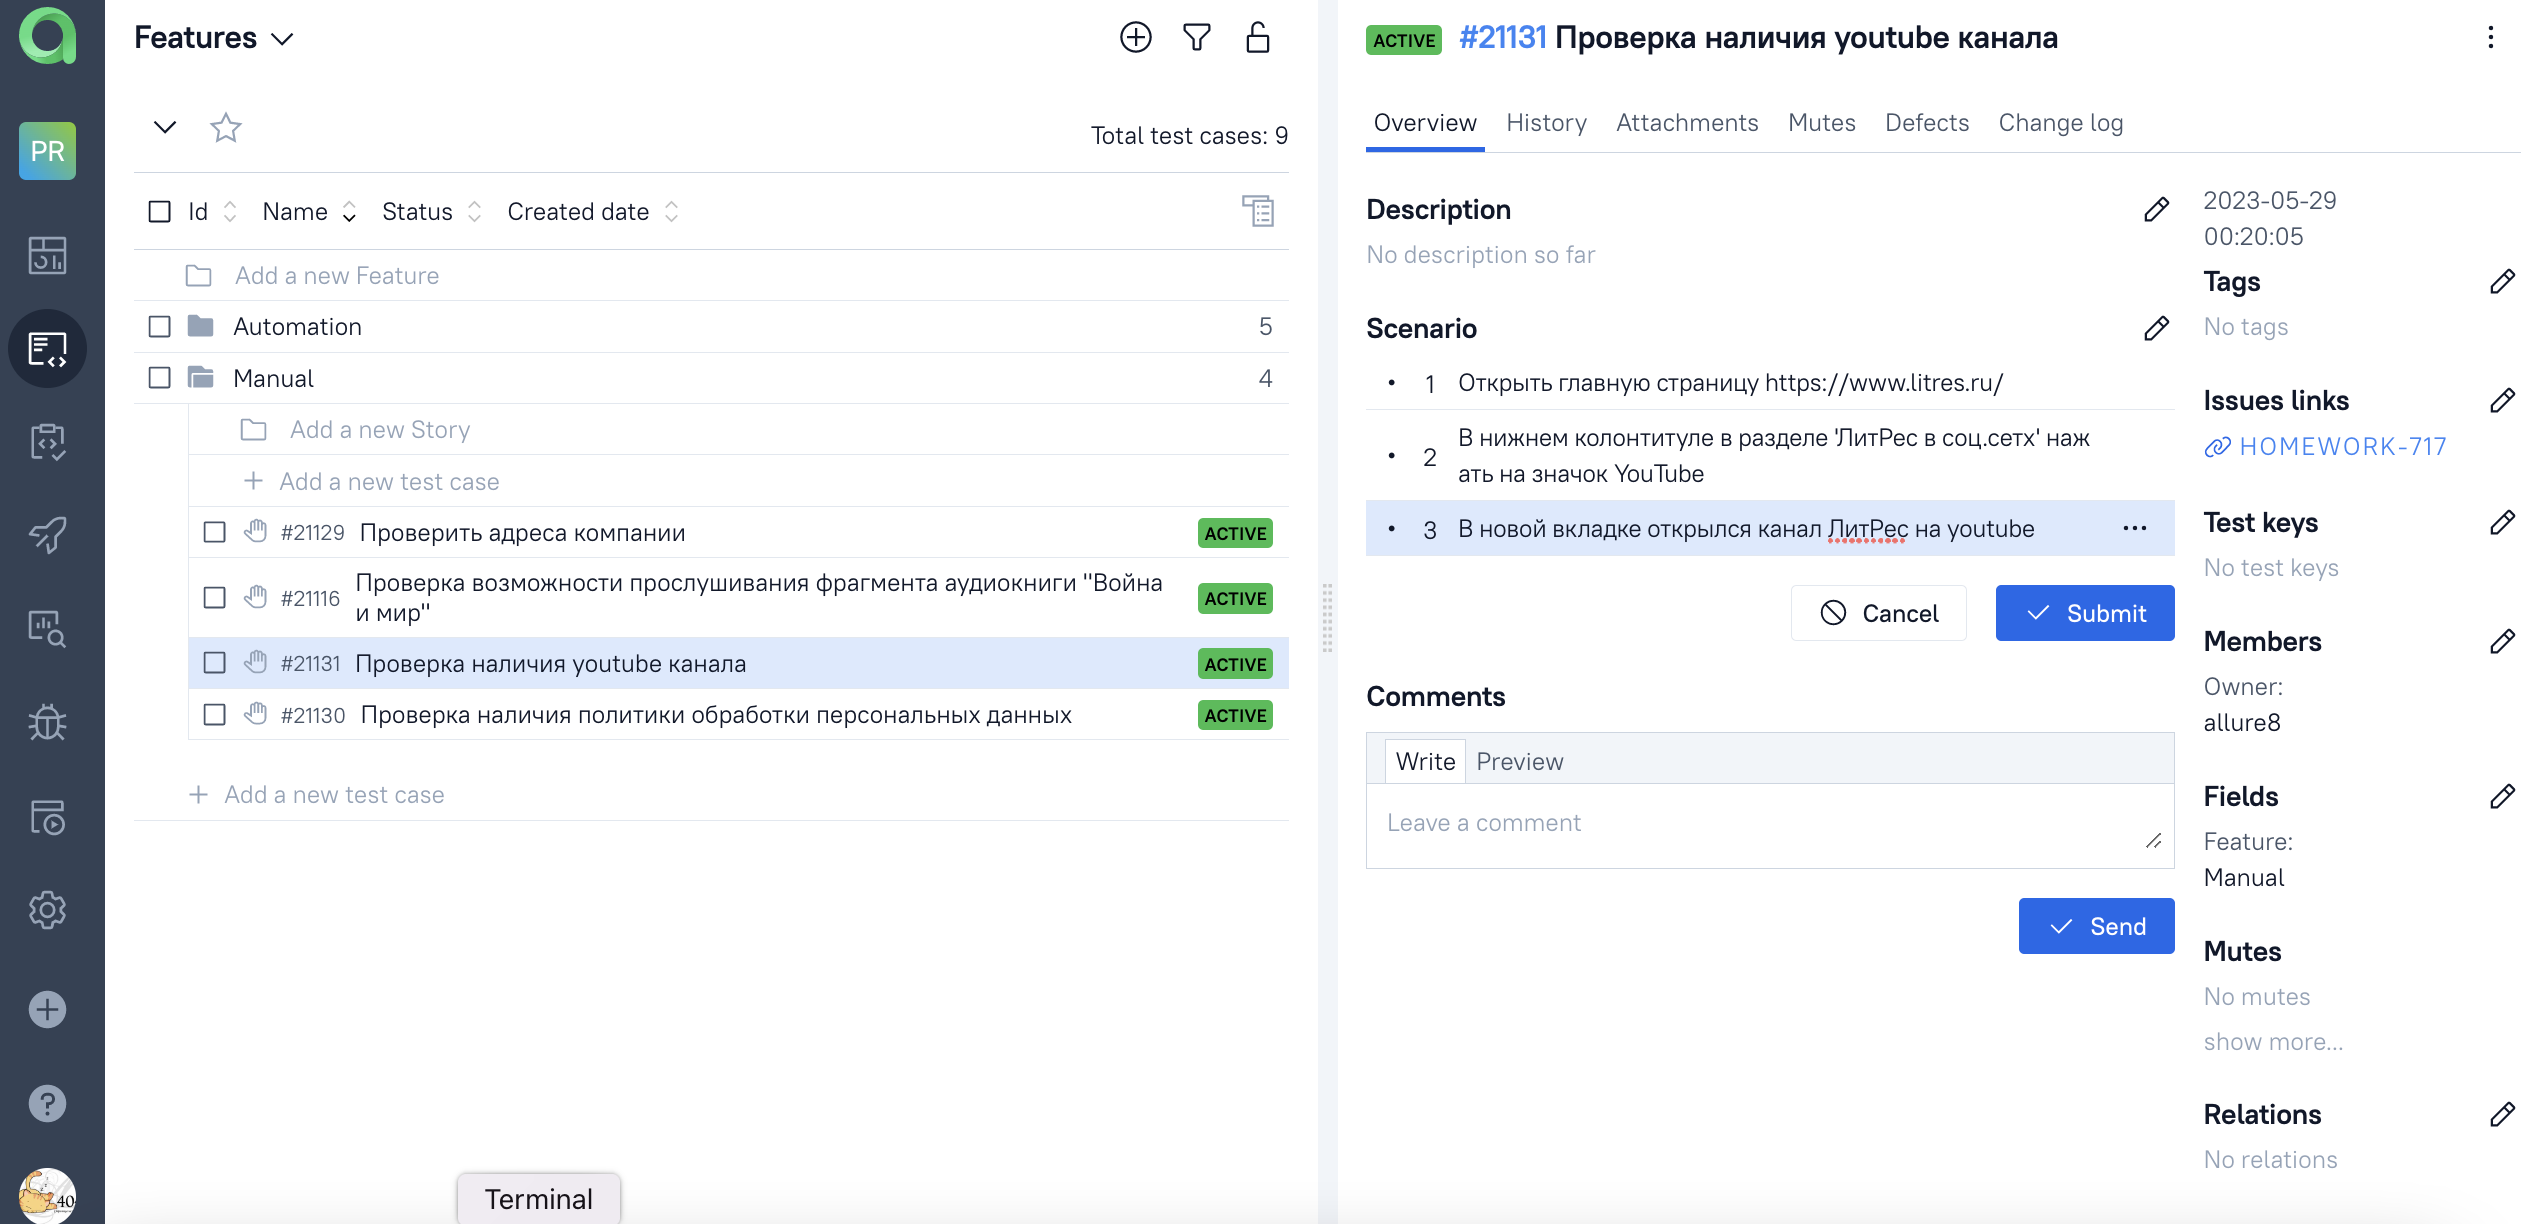 PR
Features
Total test cases: 9
Id Name Status Created date
Add a new Feature
Automation 5
Manual 4
Add a new Story
Add a new test case
#21129 Проверить адреса компании ACTIVE
#21116 Проверка возможности прослушивания фрагмента аудиокниги "Война
и мир" ACTIVE
#21131 Проверка наличия youtube канала ACTIVE
#21130 Проверка наличия политики обработки персональных данных ACTIVE
Add a new test case
Terminal
ACTIVE #21131 Проверка наличия youtube канала
Overview History Attachments Mutes Defects Change log
Description
No description so far
Scenario
• 1 Открыть главную страницу https://www.litres.ru/
• 2 В нижнем колонтитуле в разделе 'ЛитРес в соц.сетх' наж
ать на значок YouTube
• 3 В новой вкладке открылся канал ЛитРес на youtube
Cancel Submit
Comments
Write Preview
Leave a comment
Send
2023-05-29
00:20:05
Tags
No tags
Issues links
HOMEWORK-717
Test keys
No test keys
Members
Owner:
allure8
Fields
Feature:
Manual
Mutes
No mutes
show more...
Relations
No relations